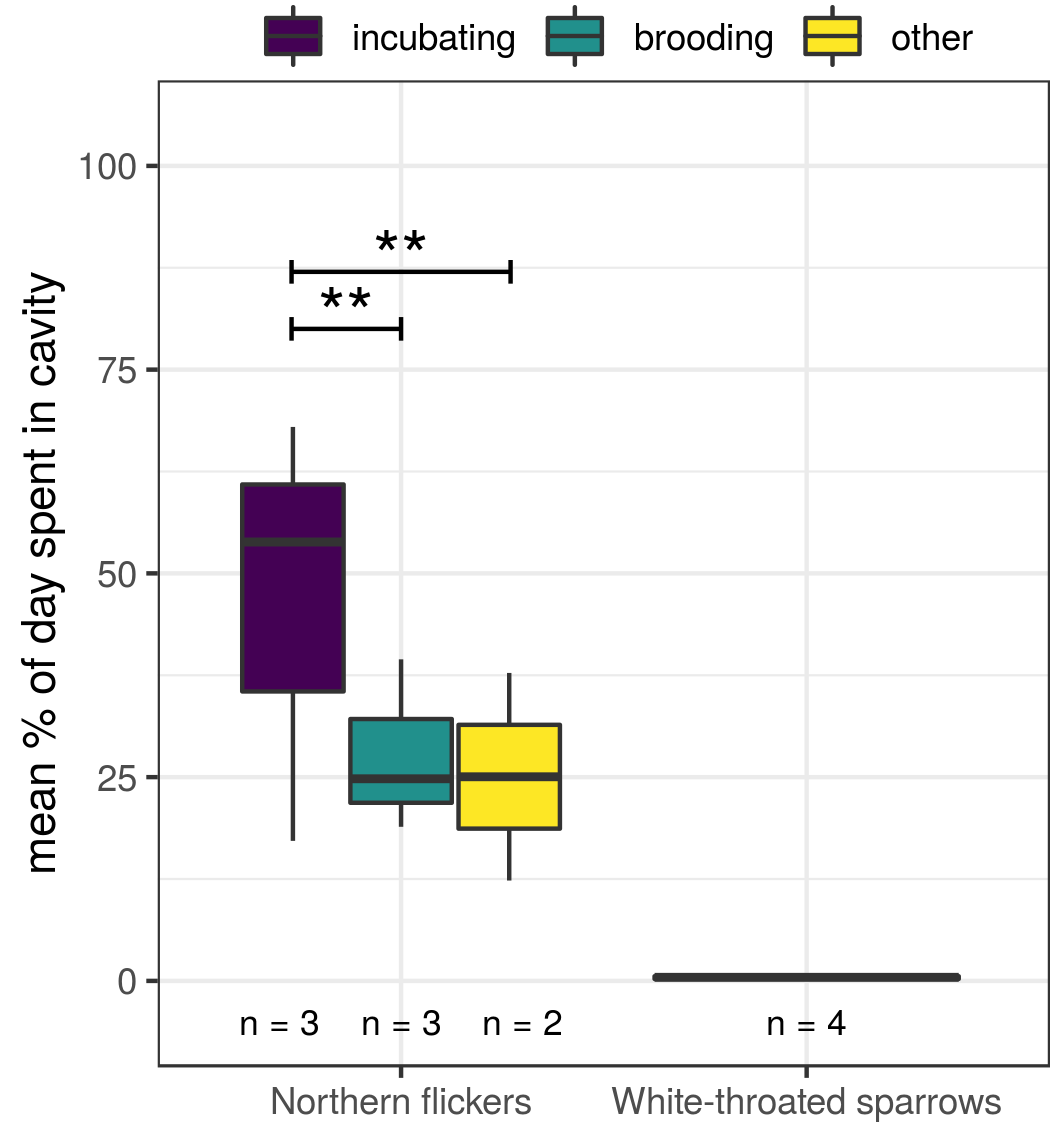 incubating brooding other
mean % of day spent in cavity
100
**
**
75
50
25
0
n = 3 n = 3 n = 2 n = 4
Northern flickers White-throated sparrows